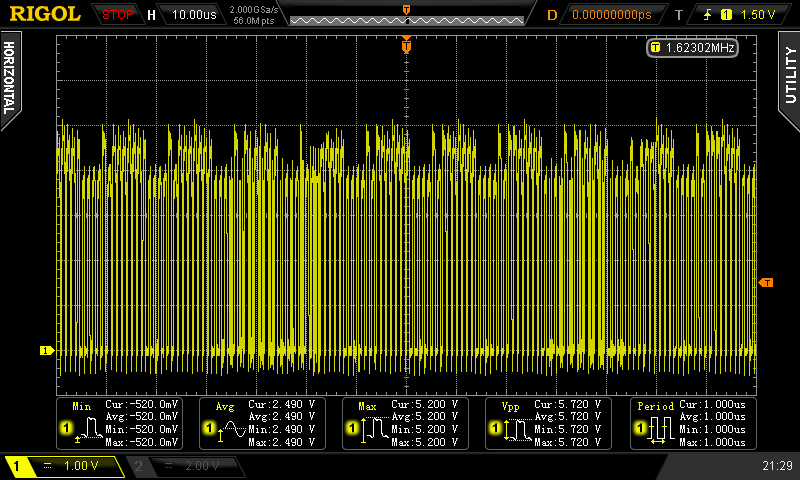 RIGOL STOP H 10.00us 2.000GSa/s 56.0M pts D 0.00000000ps T 1 1.50 V
T
T
T 1.62302MHz
HORIZONTAL
UTILITY
T
1
Min Cur:-520.0mV Avg:-520.0mV Min:-520.0mV Max:-520.0mV 1
Avg Cur:2.490 V Avg:2.490 V Min:2.490 V Max:2.490 V 1
Max Cur:5.200 V Avg:5.200 V Min:5.200 V Max:5.200 V 1
Vpp Cur:5.720 V Avg:5.720 V Min:5.720 V Max:5.720 V 1
Period Cur:1.000us Avg:1.000us Min:1.000us Max:1.000us 1
1 1.00 V 2 2.00 V 21:29